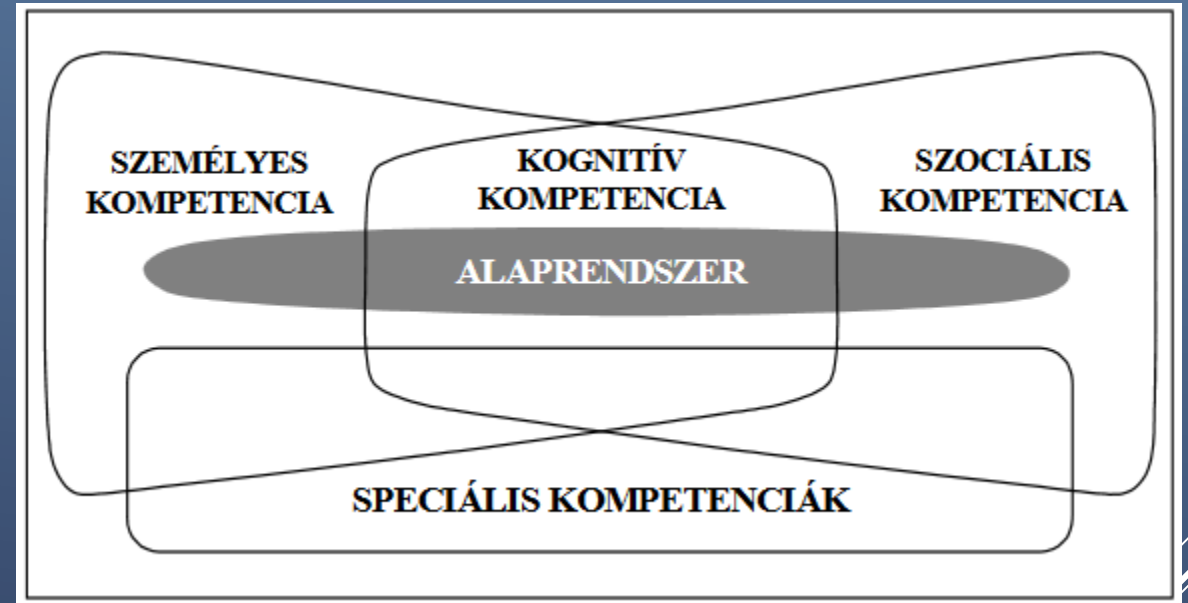 SZEMÉLYES
KOMPETENCIA
KOGNITÍV
KOMPETENCIA
SZOCIÁLIS
KOMPETENCIA
ALAPRENDSZER
SPECIÁLIS KOMPETENCIÁK